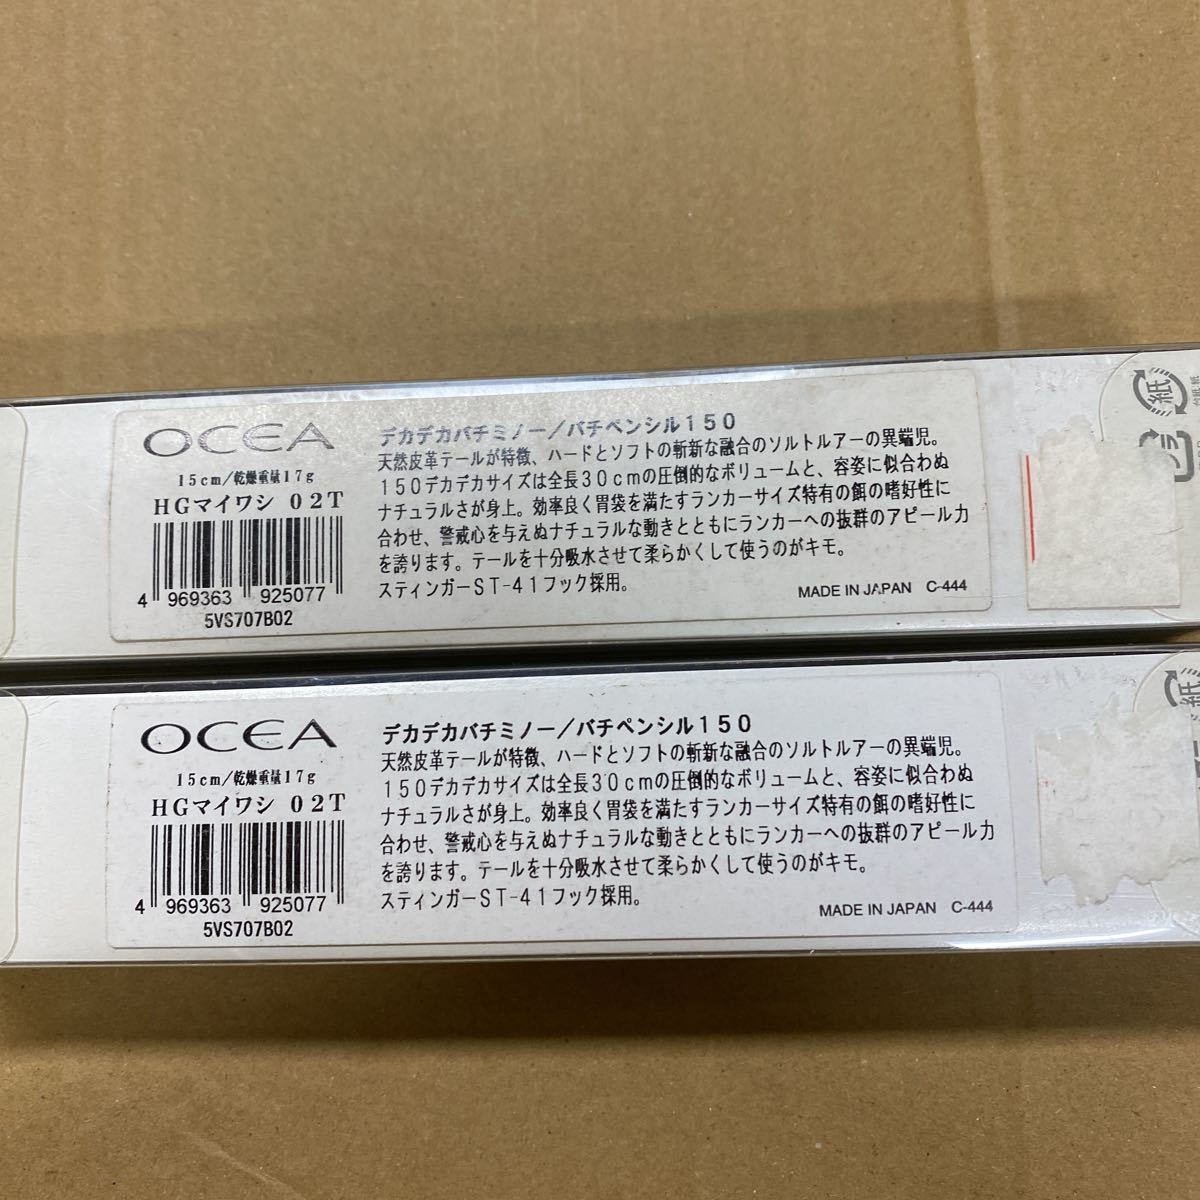 OCEA
15cm/乾燥重量17g
HGマイワシ 02T
4 969363 925077
5VS707B02
デカデカバチミノー/バチペンシル150
天然皮革テールが特徴、ハードとソフトの斬新な融合のソルトルアーの異端児。
150デカデカサイズは全長30cmの圧倒的なボリュームと、容姿に似合わぬ
ナチュラルさが身上。効率良く胃袋を満たすランカーサイズ特有の餌の嗜好性に
合わせ、警戒心を与えぬナチュラルな動きとともにランカーへの抜群のアピール力
を誇ります。テールを十分吸水させて柔らかくして使うのがキモ。
スティンガーST-41フック採用。
MADE IN JAPAN C-444
紙
OCEA
15cm/乾燥重量17g
HGマイワシ 02T
4 969363 925077
5VS707B02
デカデカバチミノー/バチペンシル150
天然皮革テールが特徴、ハードとソフトの斬新な融合のソルトルアーの異端児。
150デカデカサイズは全長30cmの圧倒的なボリュームと、容姿に似合わぬ
ナチュラルさが身上。効率良く胃袋を満たすランカーサイズ特有の餌の嗜好性に
合わせ、警戒心を与えぬナチュラルな動きとともにランカーへの抜群のアピール力
を誇ります。テールを十分吸水させて柔らかくして使うのがキモ。
スティンガーST-41フック採用。
MADE IN JAPAN C-444
紙